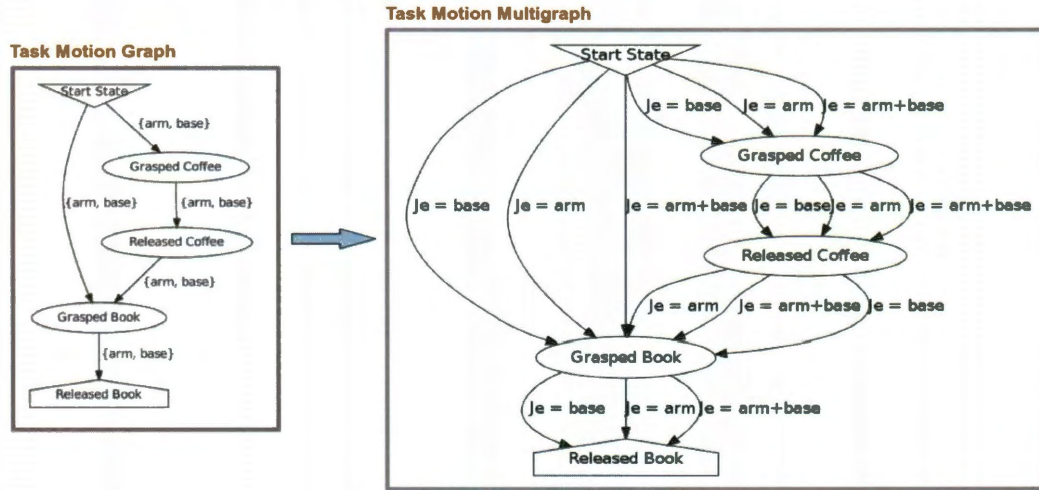 Task Motion Graph
Start State
{arm, base}
Grasped Coffee
{arm, base}
{arm, base}
Released Coffee
{arm, base}
Grasped Book
{arm, base}
Released Book
Task Motion Multigraph
Start State
Je = base
Je = arm
Je = arm+base
Grasped Coffee
Je = base
Je = arm
Je = arm+base
Je = base
Je = arm
Je = arm+base
Released Coffee
Je = arm
Je = arm+base
Je = base
Grasped Book
Je = base
Je = arm
Je = arm+base
Released Book